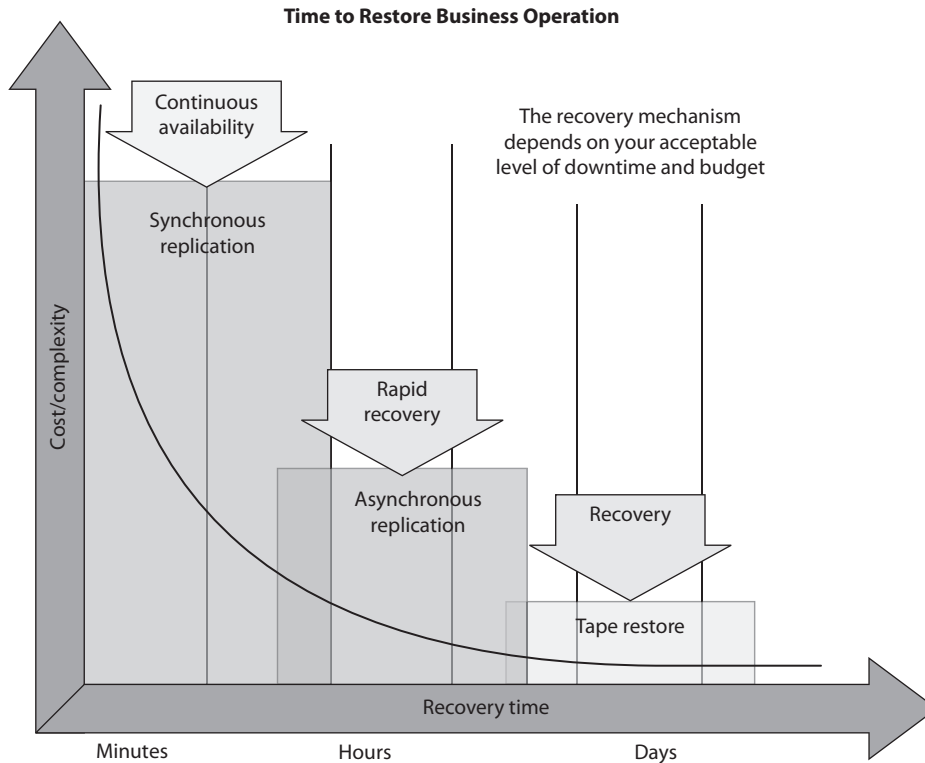 Time to Restore Business Operation
Continuous
availability
The recovery mechanism
depends on your acceptable
level of downtime and budget
Synchronous
replication
Cost/complexity
Rapid
recovery
Asynchronous
replication
Recovery
Tape restore
Recovery time
Minutes
Hours
Days